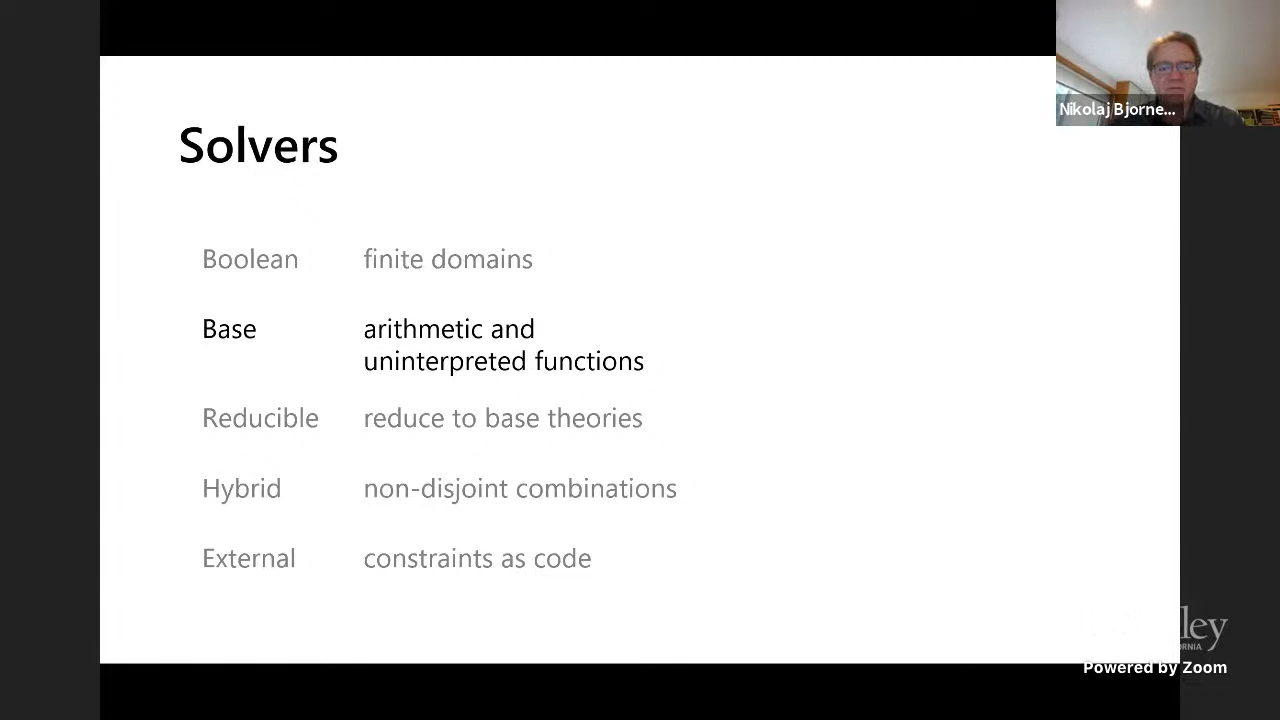 Nikolaj Bjorne...
Solvers
Boolean finite domains
Base arithmetic and
uninterpreted functions
Reducible reduce to base theories
Hybrid non-disjoint combinations
External constraints as code
Powered by Zoom